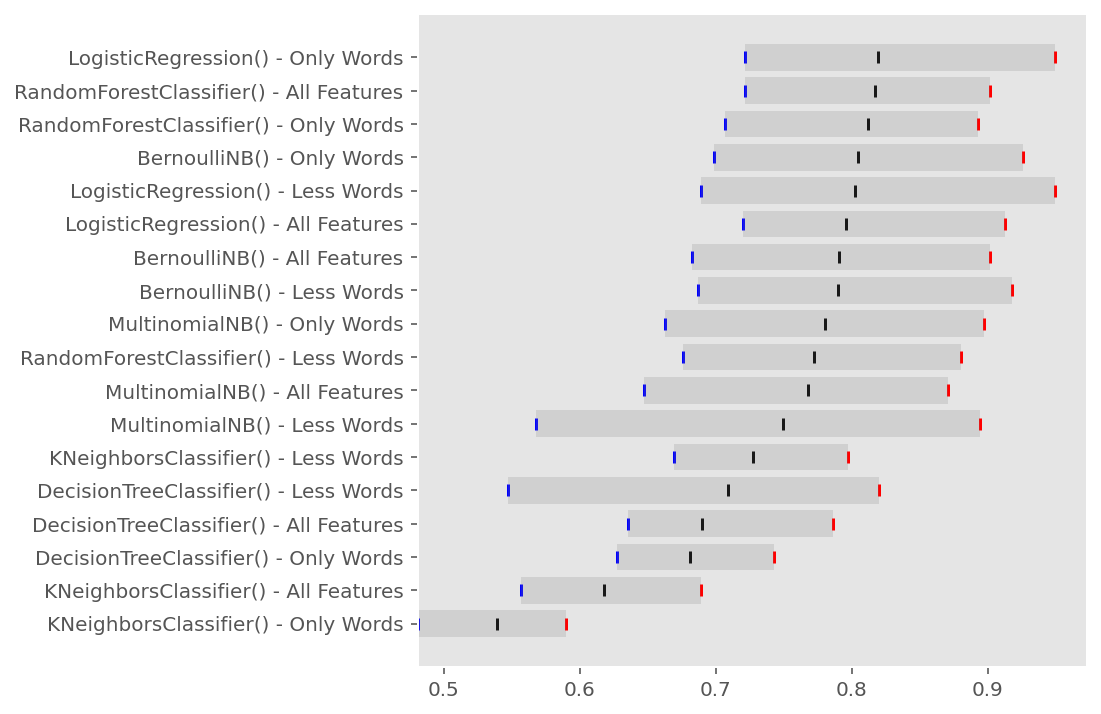 LogisticRegression() - Only Words
RandomForestClassifier() - All Features
RandomForestClassifier() - Only Words
BernoulliNB() - Only Words
LogisticRegression() - Less Words
LogisticRegression() - All Features
BernoulliNB() - All Features
BernoulliNB() - Less Words
MultinomialNB() - Only Words
RandomForestClassifier() - Less Words
MultinomialNB() - All Features
MultinomialNB() - Less Words
KNeighborsClassifier() - Less Words
DecisionTreeClassifier() - Less Words
DecisionTreeClassifier() - All Features
DecisionTreeClassifier() - Only Words
KNeighborsClassifier() - All Features
KNeighborsClassifier() - Only Words
0.5 0.6 0.7 0.8 0.9